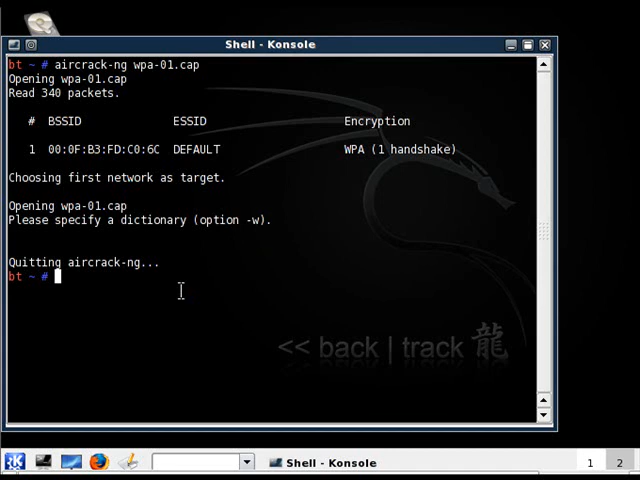 Shell - Konsole
bt ~ # aircrack-ng wpa-01.cap
Opening wpa-01.cap
Read 340 packets.
# BSSID ESSID Encryption
1 00:0F:B3:FD:C0:6C DEFAULT WPA (1 handshake)
Choosing first network as target.
Opening wpa-01.cap
Please specify a dictionary (option -w).
Quitting aircrack-ng...
bt ~ #
<< back | track 龍
Shell - Konsole 1 2